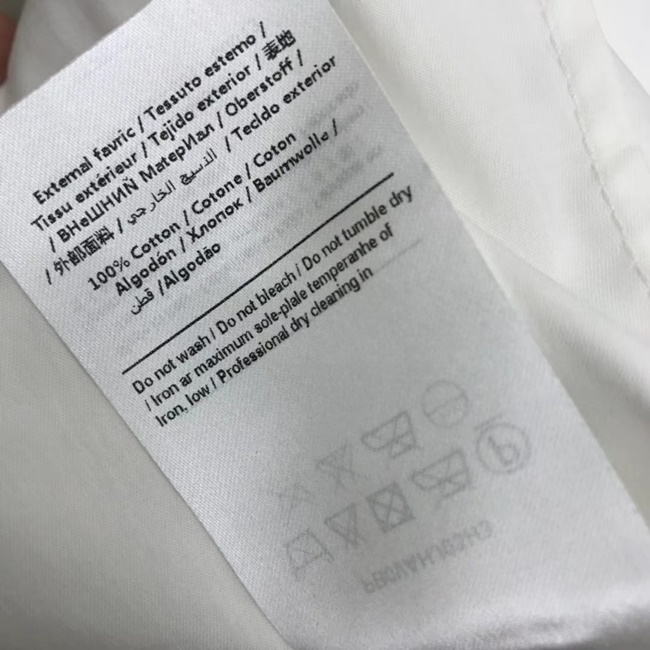 External favric / Tessuto estemo /
Tissu extérieur / Tejido exterior / 表地
/ ВНеШНИЙ МатерИал / Oberstoff /
/ 外部面料 / النسيج الخارجي / Tecldo exterior
100% Cotton / Cotone / Coton
Algodón / Хлопок / Baumwolle /
قطن /Algodão
Do not wash / Do not bleach / Do not tumble dry
/ Iron ar maximum sole-plale temperanhe of
Iron, low / Professional dry cleaning in